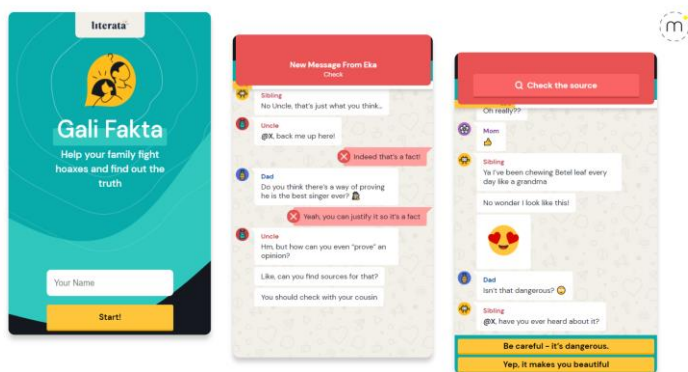 literata
Gali Fakta
Help your family fight
hoaxes and find out the
truth
Your Name
Start!
New Message From Eka
Check
Sibling
No Uncle, that's just what you think...
Uncle
@X, back me up here!
Indeed that's a fact!
Dad
Do you think there's a way of proving
he is the best singer ever?
Yeah, you can justify it so it's a fact
Uncle
Hm, but how can you even "prove" an
opinion?
Like, can you find sources for that?
You should check with your cousin
m
Check the source
Oh really??
Mom
Sibling
Ya I've been chewing Betel leaf every
day like a grandma
No wonder I look like this!
Dad
Isn't that dangerous?
Sibling
@X, have you ever heard about it?
Be careful - it's dangerous.
Yep, it makes you beautiful